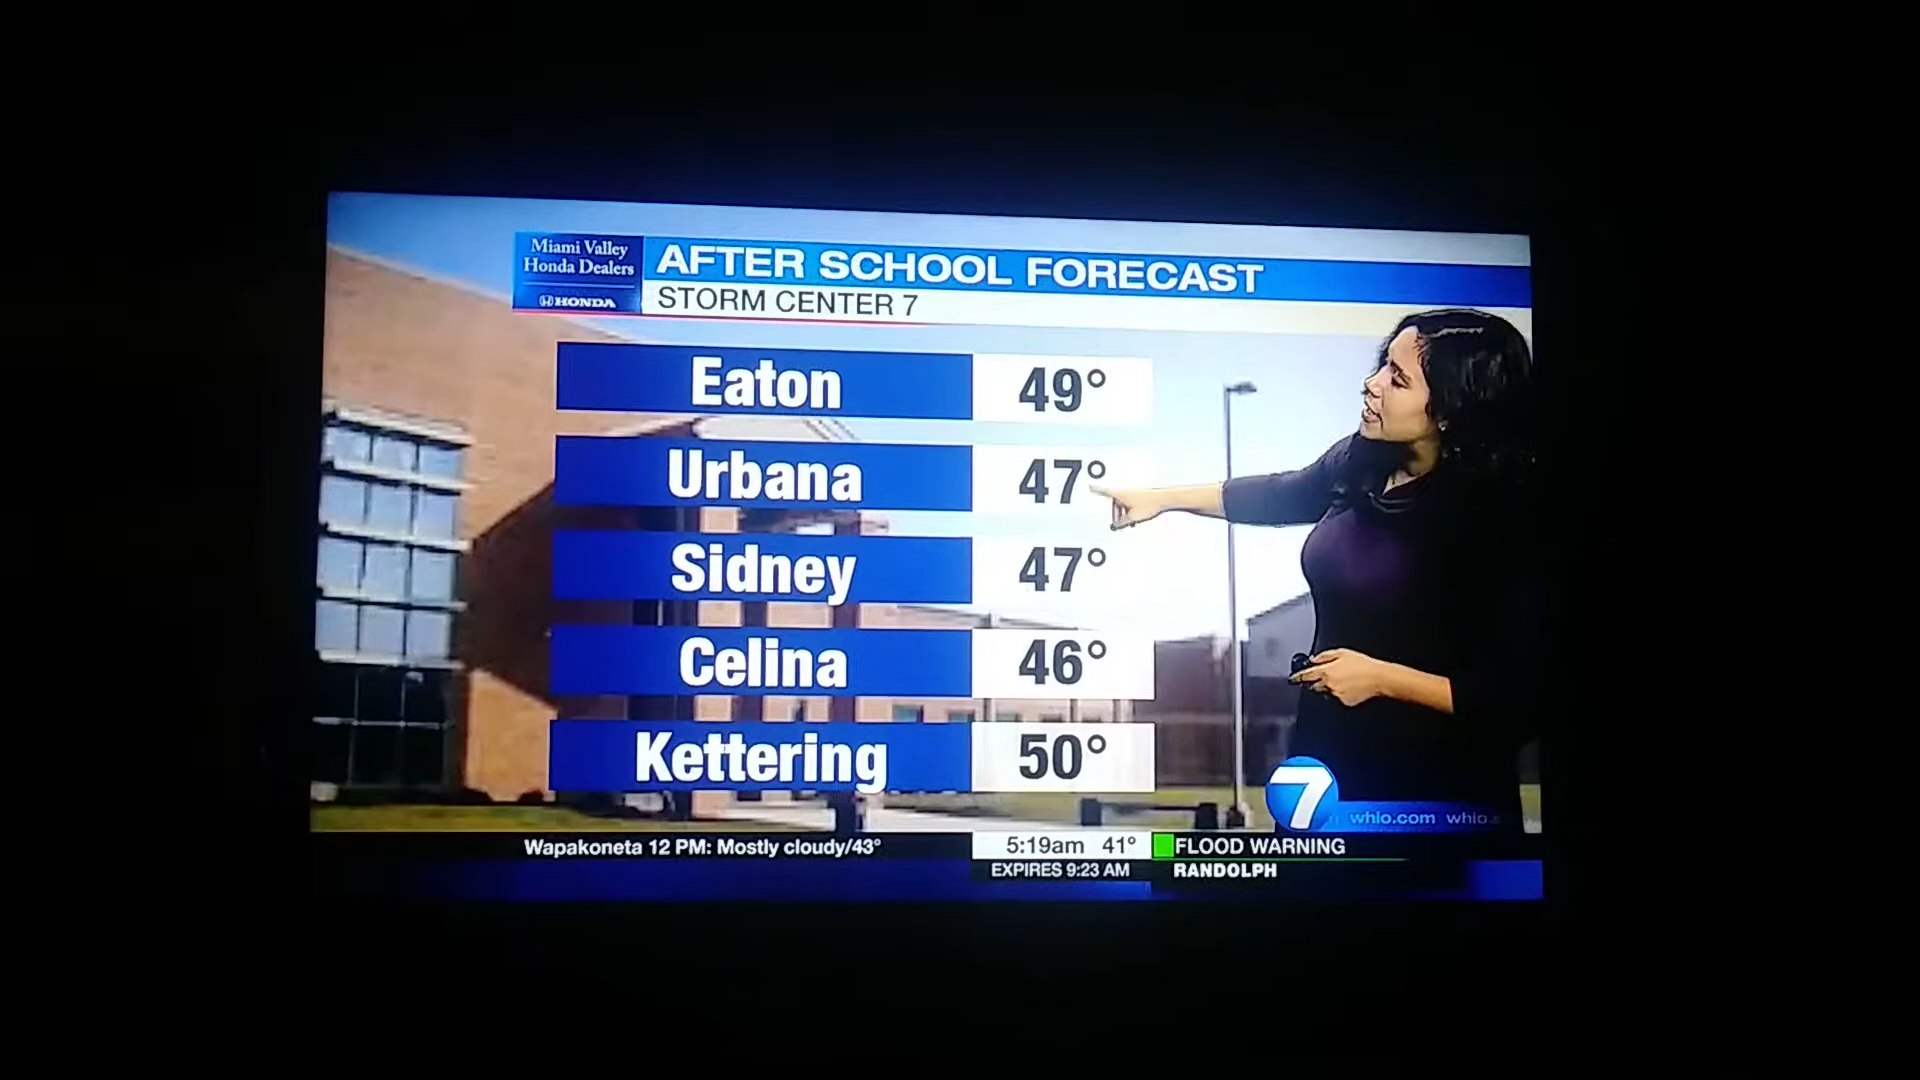 Miami Valley
Honda Dealers
HONDA
AFTER SCHOOL FORECAST
STORM CENTER 7
Eaton 49°
Urbana 47°
Sidney 47°
Celina 46°
Kettering 50°
7
whio.com whio.
Wapakoneta 12 PM: Mostly cloudy/43°
5:19am 41°
EXPIRES 9:23 AM
FLOOD WARNING
RANDOLPH